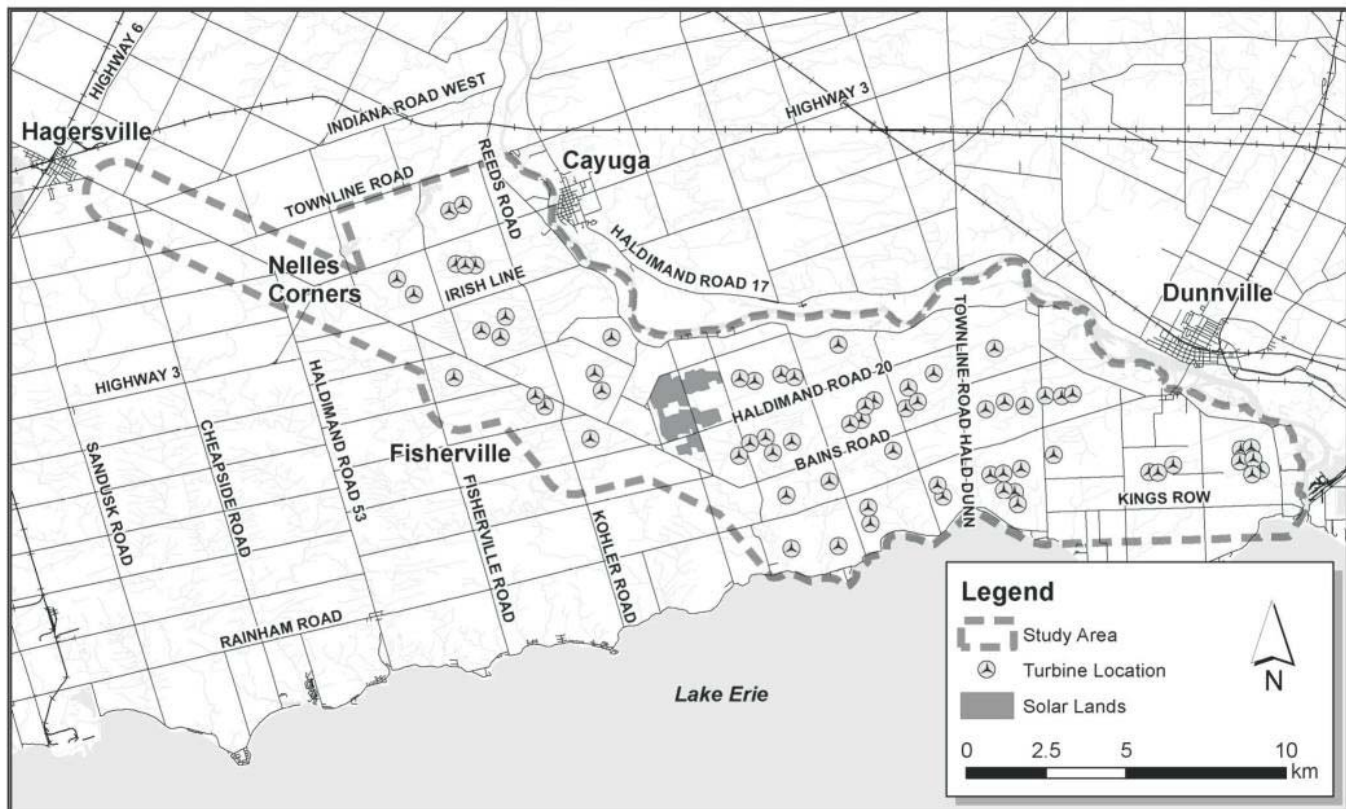 HIGHWAY 6
Hagersville
INDIANA ROAD WEST
HIGHWAY 3
REEDS ROAD
Cayuga
TOWNLINE ROAD
HALDIMAND ROAD 17
Nelles
Corners
IRISH LINE
Dunnville
TOWNLINE-ROAD-HALD-DUNN
HIGHWAY 3
HALDIMAND ROAD 53
HALDIMAND ROAD 20
CHEAPSIDE ROAD
SANDUSK ROAD
Fisherville
BAINS ROAD
FISHERVILLE ROAD
KOHLER ROAD
KINGS ROW
RAINHAM ROAD
Lake Erie
Legend
Study Area
Turbine Location
Solar Lands
N
0 2.5 5 10
km